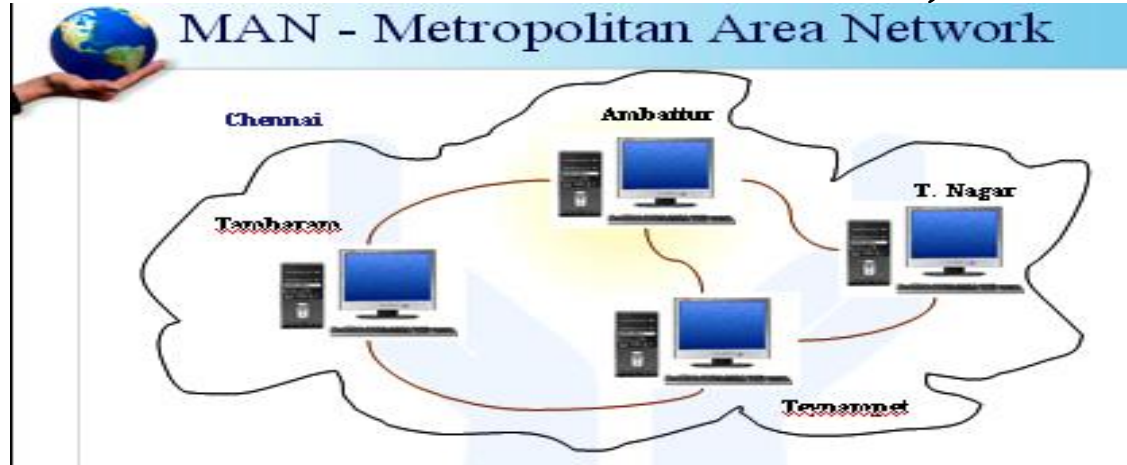 MAN - Metropolitan Area Network
Chennai
Ambattur
T. Nagar
Tambaram
Teynampet